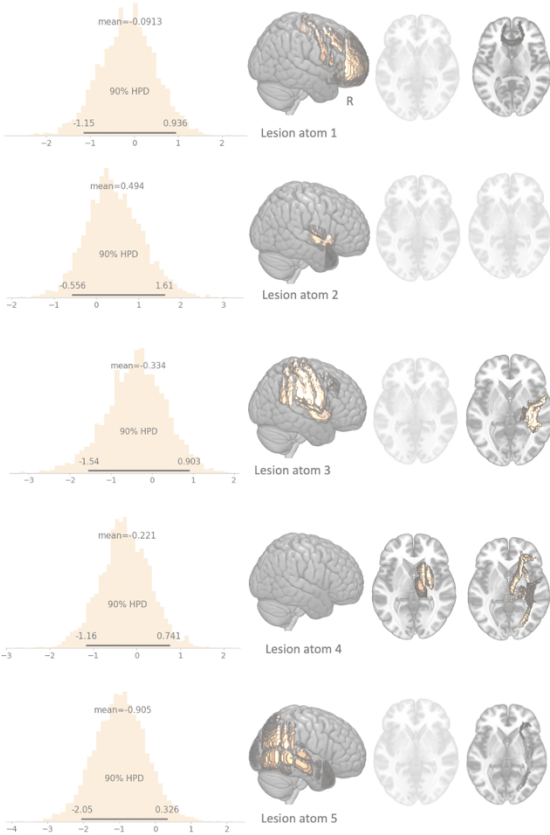 mean=-0.0913
90% HPD
-1.15 0.936
−2 −1 0 1 2
R
Lesion atom 1
mean=0.494
90% HPD
-0.556 1.61
−2 −1 0 1 2 3
Lesion atom 2
mean=-0.334
90% HPD
-1.54 0.903
−3 −2 −1 0 1 2
Lesion atom 3
mean=-0.221
90% HPD
-1.16 0.741
−3 −2 −1 0 1 2
Lesion atom 4
mean=-0.905
90% HPD
-2.05 0.326
−4 −3 −2 −1 0 1 2
Lesion atom 5